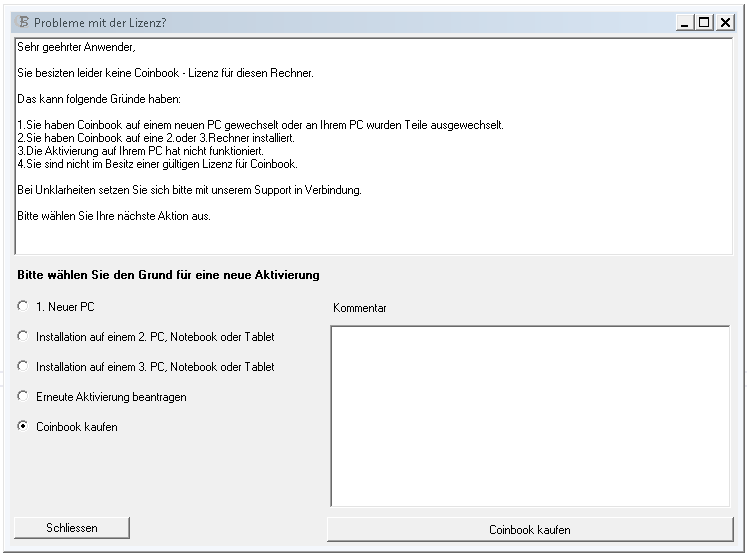 Probleme mit der Lizenz?
Sehr geehrter Anwender,
Sie besizten leider keine Coinbook - Lizenz für diesen Rechner.
Das kann folgende Gründe haben:
1.Sie haben Coinbook auf einem neuen PC gewechselt oder an Ihrem PC wurden Teile ausgewechselt.
2.Sie haben Coinbook auf eine 2.oder 3.Rechner installiert.
3.Die Aktivierung auf Ihrem PC hat nicht funktioniert.
4.Sie sind nicht im Besitz einer gültigen Lizenz für Coinbook.
Bei Unklarheiten setzen Sie sich bitte mit unserem Support in Verbindung.
Bitte wählen Sie Ihre nächste Aktion aus.
Bitte wählen Sie den Grund für eine neue Aktivierung
1. Neuer PC
Kommentar
Installation auf einem 2. PC, Notebook oder Tablet
Installation auf einem 3. PC, Notebook oder Tablet
Erneute Aktivierung beantragen
Coinbook kaufen
Schliessen
Coinbook kaufen